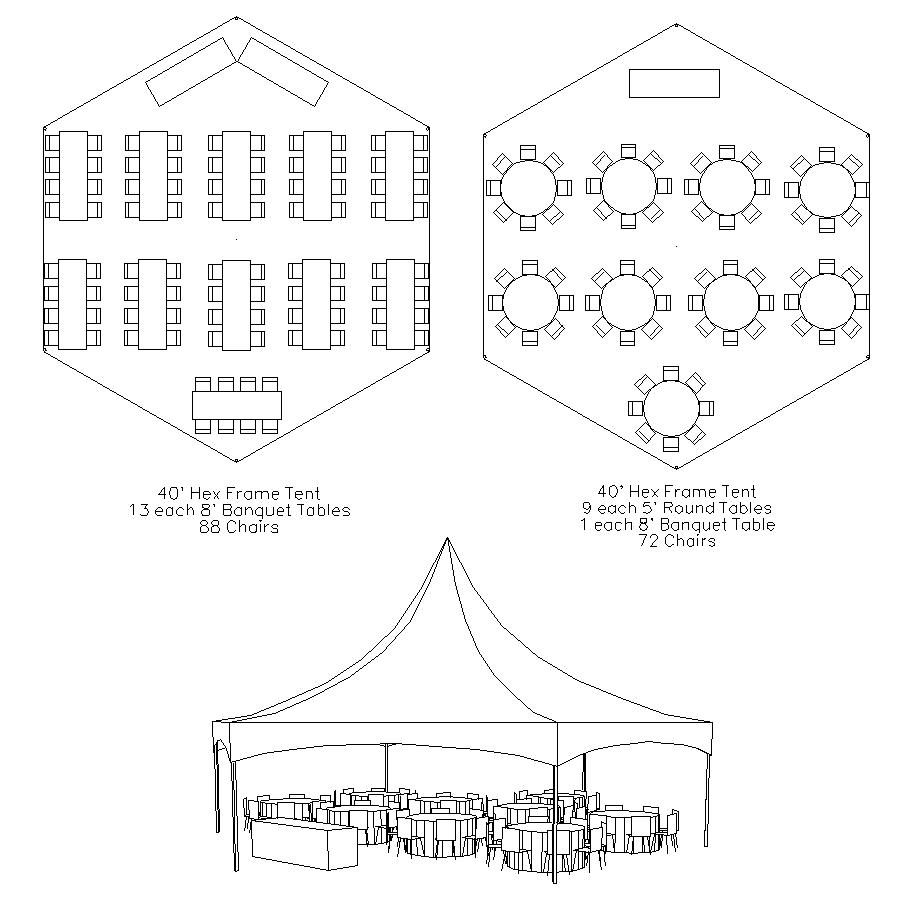 40' Hex Frame Tent
13 each 8' Banquet Tables
88 Chairs
40' Hex Frame Tent
9 each 5' Round Tables
1 each 8' Banquet Table
72 Chairs